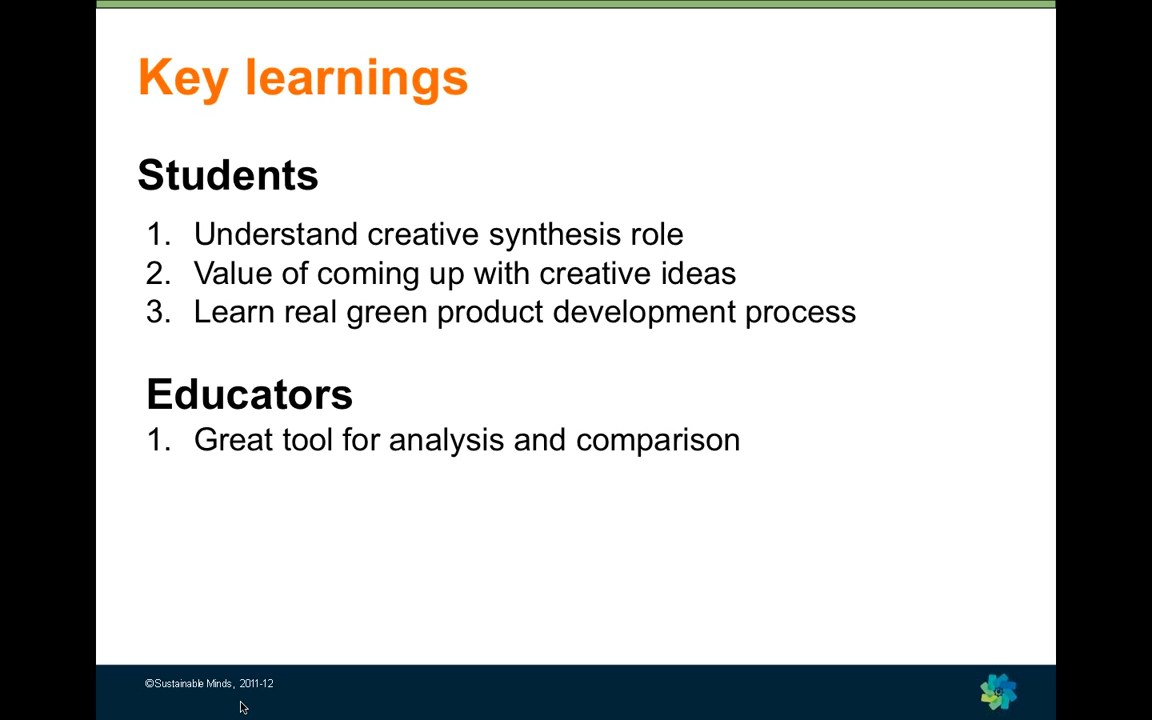 Key learnings
Students
1. Understand creative synthesis role
2. Value of coming up with creative ideas
3. Learn real green product development process
Educators
1. Great tool for analysis and comparison
©Sustainable Minds, 2011-12